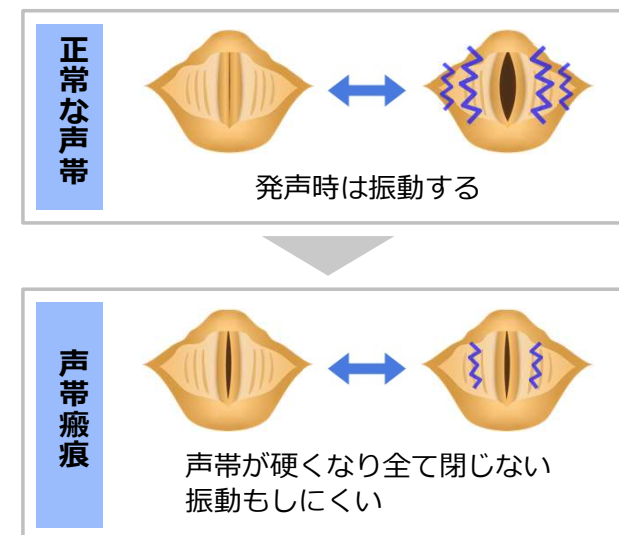 正常な声帯
発声時は振動する
声帯瘢痕
声帯が硬くなり全て閉じない
振動もしにくい